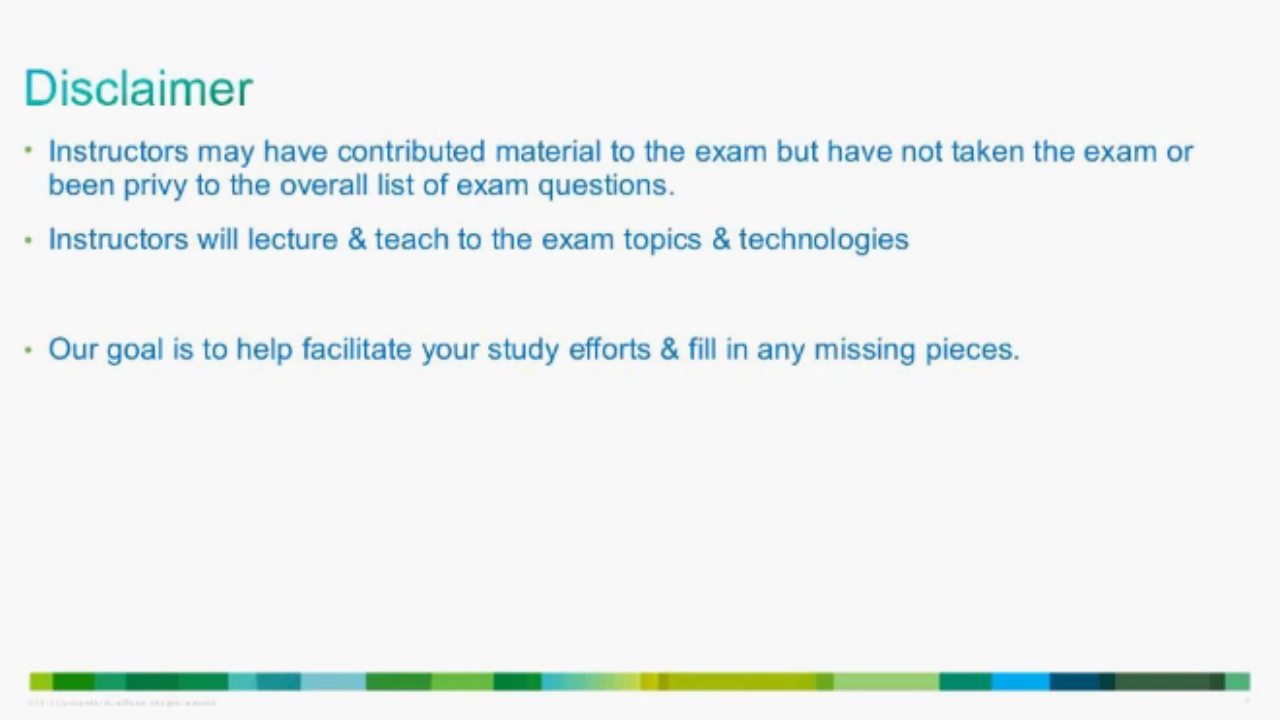 Disclaimer
• Instructors may have contributed material to the exam but have not taken the exam or
been privy to the overall list of exam questions.
• Instructors will lecture & teach to the exam topics & technologies
• Our goal is to help facilitate your study efforts & fill in any missing pieces.